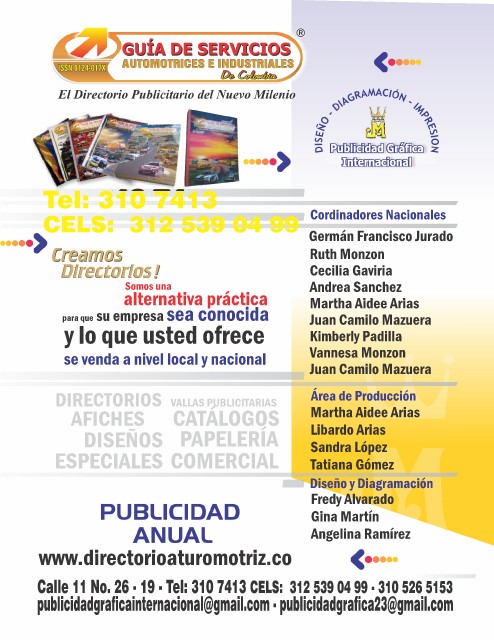 GUÍA DE SERVICIOS ®
AUTOMOTRICES E INDUSTRIALES
ISSN 0124-017X
De Colombia
El Directorio Publicitario del Nuevo Milenio
DISEÑO - DIAGRAMACIÓN - IMPRESIÓN
Publicidad Gráfica
Internacional
Tel: 310 7413
CELS: 312 539 04 99
Creamos
Directorios!
Somos una
alternativa práctica
para que su empresa sea conocida
y lo que usted ofrece
se venda a nivel local y nacional
DIRECTORIOS VALLAS PUBLICITARIAS
AFICHES CATÁLOGOS
DISEÑOS PAPELERÍA
ESPECIALES COMERCIAL
Cordinadores Nacionales
Germán Francisco Jurado
Ruth Monzon
Cecilia Gaviria
Andrea Sanchez
Martha Aidee Arias
Juan Camilo Mazuera
Kimberly Padilla
Vannesa Monzon
Juan Camilo Mazuera
Área de Producción
Martha Aidee Arias
Libardo Arias
Sandra López
Tatiana Gómez
Diseño y Diagramación
Fredy Alvarado
Gina Martín
Angelina Ramírez
PUBLICIDAD
ANUAL
www.directorioaturomotriz.co
Calle 11 No. 26 - 19 - Tel: 310 7413 CELS: 312 539 04 99 - 310 526 5153
publicidadgraficainternacional@gmail.com - publicidadgrafica23@gmail.com